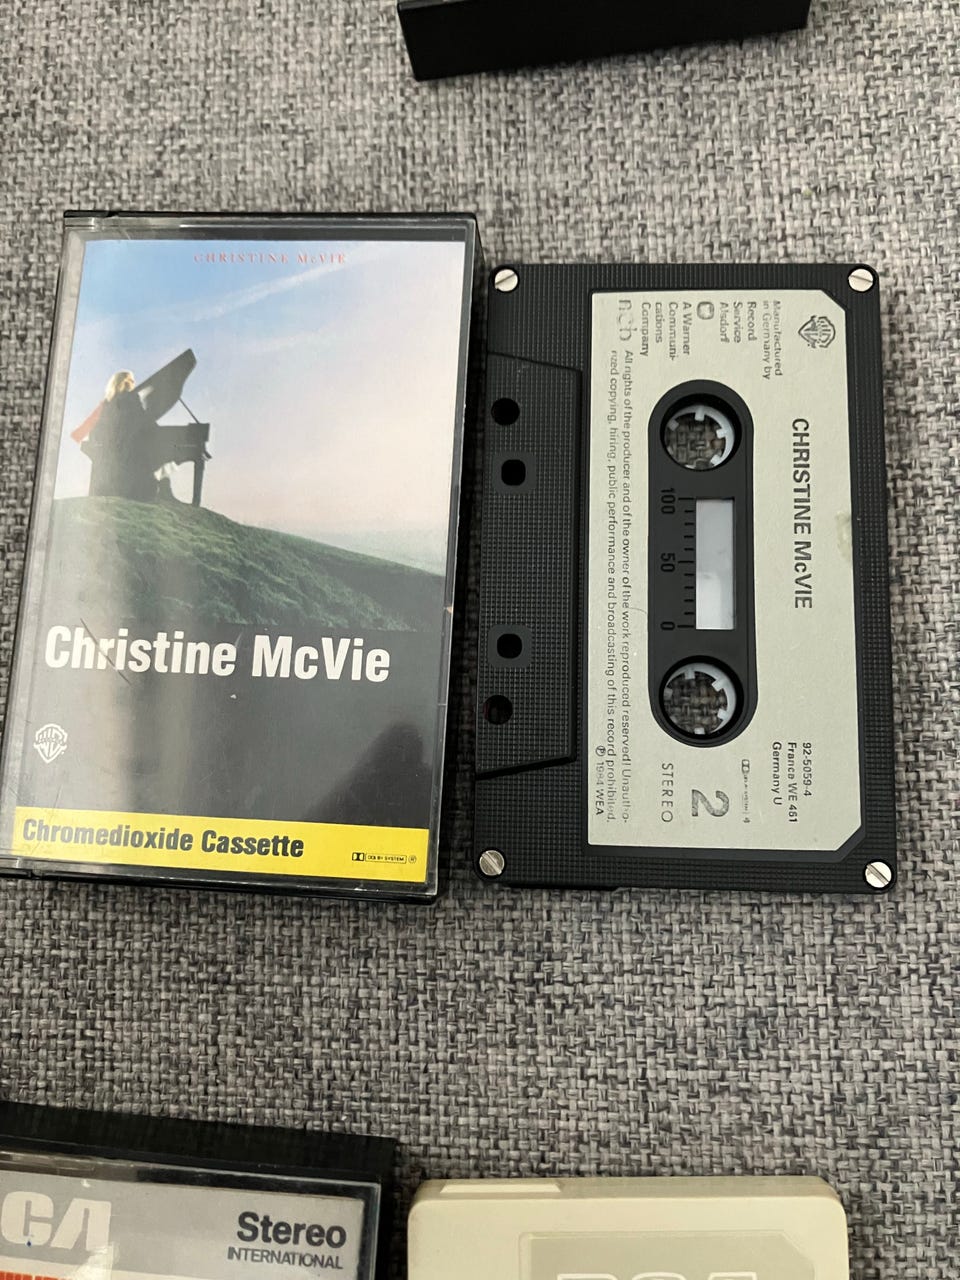 CHRISTINE McVIE
Christine McVie
Chromedioxide Cassette
DOLBY SYSTEM
Manufactured
in Germany by
Record
Service
Alsdorf
A Warner
Communi-
cations
Company
CHRISTINE McVIE
92-5059-4
France WE 451
Germany U
100
50
0
2
STEREO
All rights of the producer and of the owner of the work reproduced reserved! Unautho-
rized copying, hiring, public performance and broadcasting of this record prohibited.
℗ 1984 WEA
Stereo
INTERNATIONAL